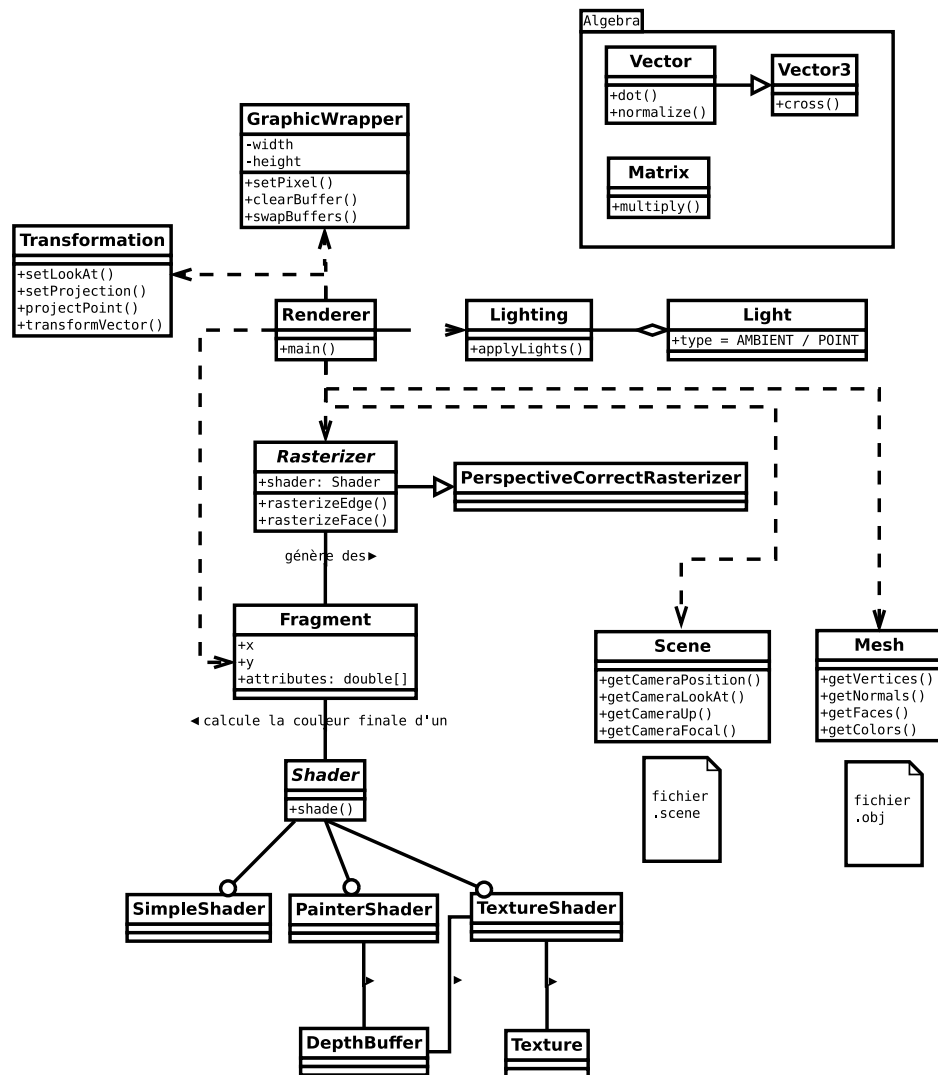 Algebra
Vector
+dot()
+normalize()
Vector3
+cross()
Matrix
+multiply()
GraphicWrapper
-width
-height
+setPixel()
+clearBuffer()
+swapBuffers()
Transformation
+setLookAt()
+setProjection()
+projectPoint()
+transformVector()
Renderer
+main()
Lighting
+applyLights()
Light
+type = AMBIENT / POINT
Rasterizer
+shader: Shader
+rasterizeEdge()
+rasterizeFace()
PerspectiveCorrectRasterizer
génère des
Fragment
+x
+y
+attributes: double[]
Scene
+getCameraPosition()
+getCameraLookAt()
+getCameraUp()
+getCameraFocal()
Mesh
+getVertices()
+getNormals()
+getFaces()
+getColors()
calcule la couleur finale d'un
Shader
+shade()
fichier
.scene
fichier
.obj
SimpleShader
PainterShader
TextureShader
DepthBuffer
Texture